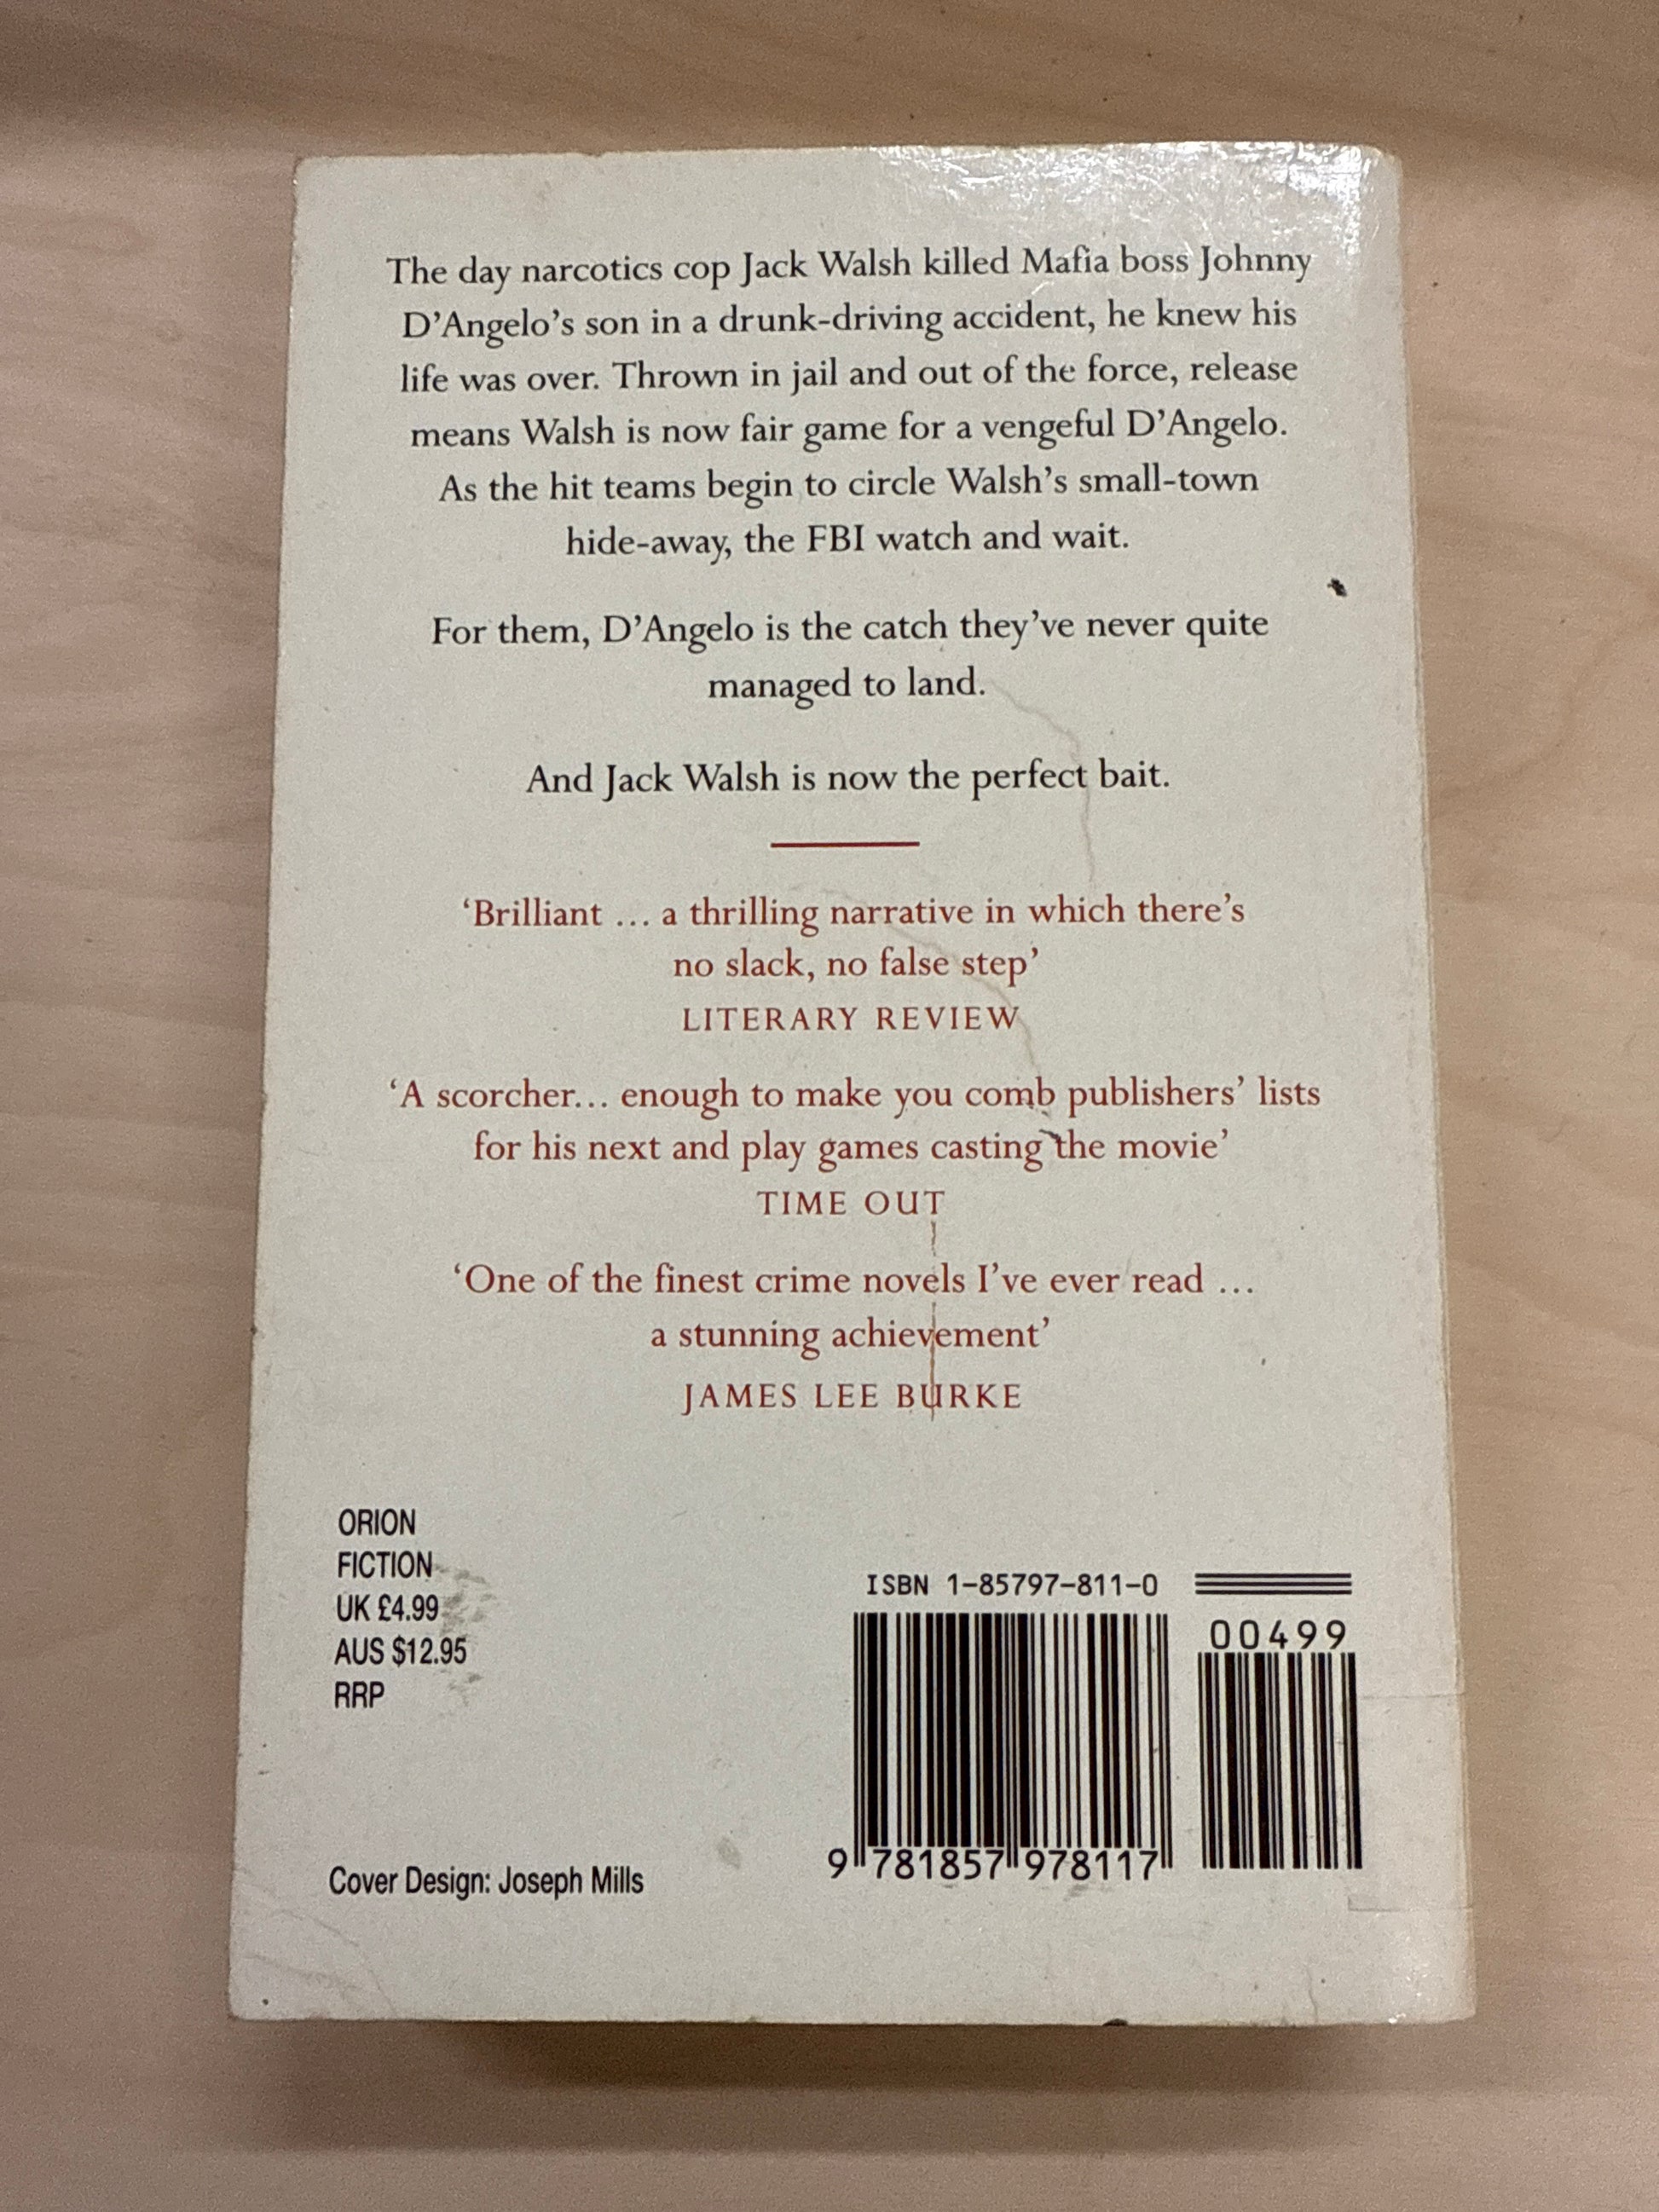 The day narcotics cop Jack Walsh killed Mafia boss Johnny
D’Angelo’s son in a drunk-driving accident, he knew his
life was over. Thrown in jail and out of the force, release
means Walsh is now fair game for a vengeful D’Angelo.
As the hit teams begin to circle Walsh’s small-town
hide-away, the FBI watch and wait.
For them, D’Angelo is the catch they’ve never quite
managed to land.
And Jack Walsh is now the perfect bait.
‘Brilliant ... a thrilling narrative in which there’s
no slack, no false step’
LITERARY REVIEW
‘A scorcher... enough to make you comb publishers’ lists
for his next and play games casting the movie’
TIME OUT
‘One of the finest crime novels I’ve ever read ...
a stunning achievement’
JAMES LEE BURKE
ORION
FICTION
UK £4.99
AUS $12.95
RRP
Cover Design: Joseph Mills
ISBN 1-85797-811-0
00499
9 781857 978117